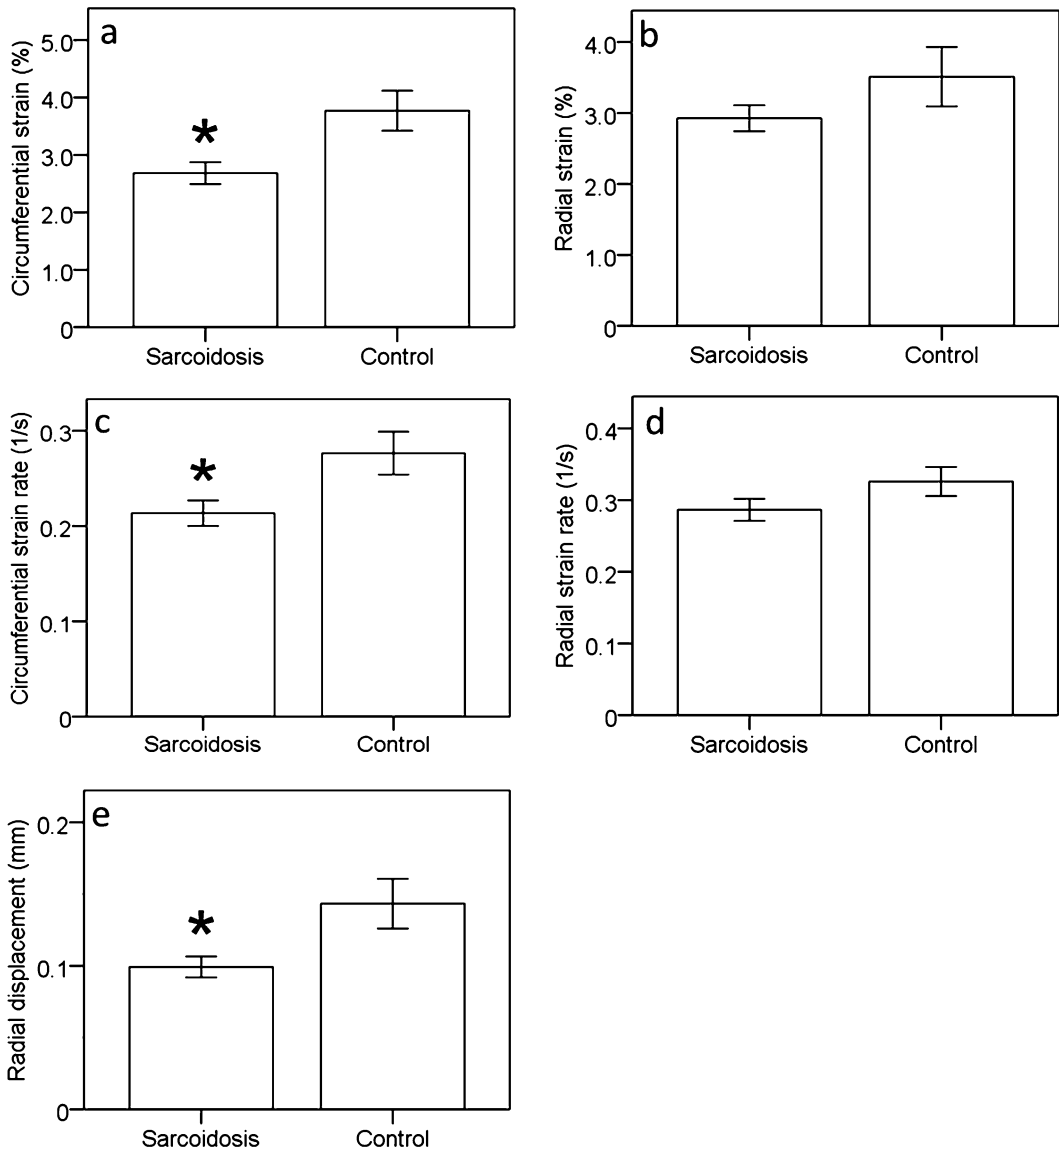 a
Circumferential strain (%)
5.0
4.0
3.0
2.0
1.0
0
*
Sarcoidosis Control
b
Radial strain (%)
4.0
3.0
2.0
1.0
0
Sarcoidosis Control
c
Circumferential strain rate (1/s)
0.3
0.2
0.1
0
*
Sarcoidosis Control
d
Radial strain rate (1/s)
0.4
0.3
0.2
0.1
0
Sarcoidosis Control
e
Radial displacement (mm)
0.2
0.1
0
*
Sarcoidosis Control